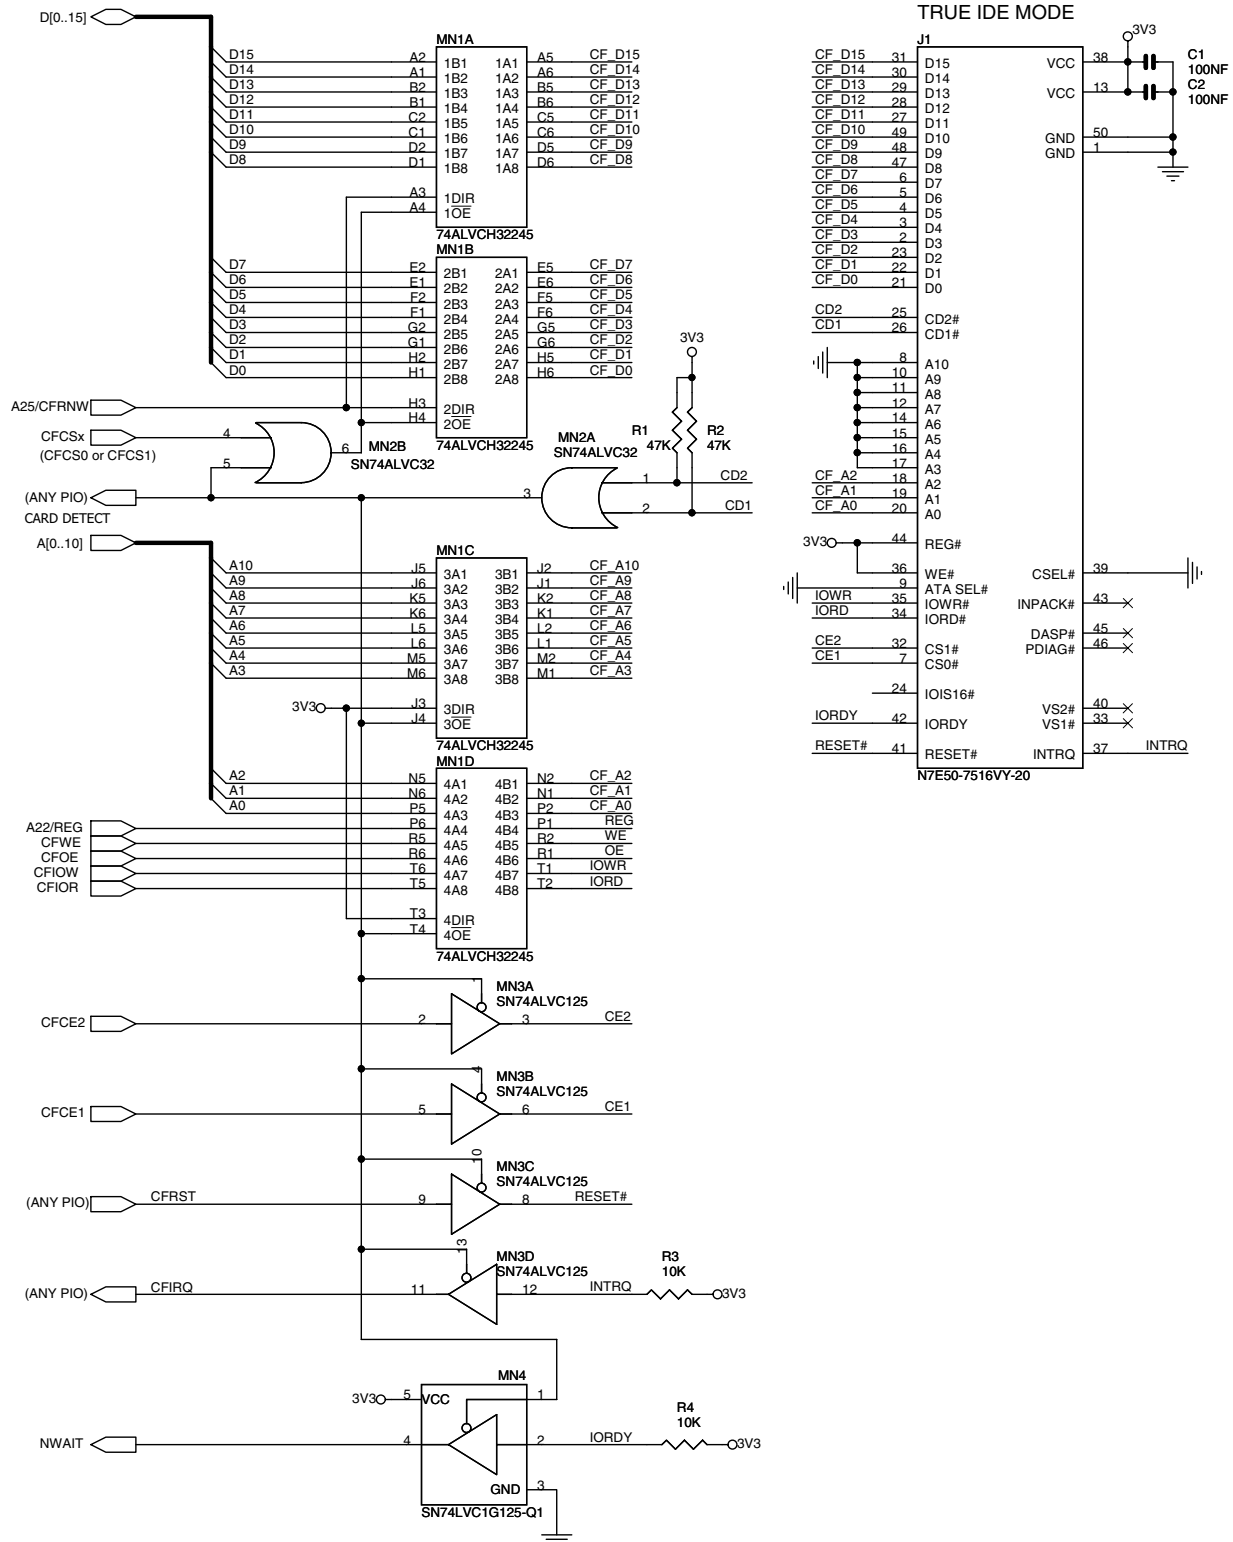 TRUE IDE MODE
D[0..15]
MN1A
D15 A2 1B1 1A1 A5 CF_D15
D14 A1 1B2 1A2 A6 CF_D14
D13 B2 1B3 1A3 B5 CF_D13
D12 B1 1B4 1A4 B6 CF_D12
D11 C2 1B5 1A5 C5 CF_D11
D10 C1 1B6 1A6 C6 CF_D10
D9 D2 1B7 1A7 D5 CF_D9
D8 D1 1B8 1A8 D6 CF_D8
A3 1DIR
A4 1OE
74ALVCH32245
MN1B
D7 E2 2B1 2A1 E5 CF_D7
D6 E1 2B2 2A2 E6 CF_D6
D5 F2 2B3 2A3 F5 CF_D5
D4 F1 2B4 2A4 F6 CF_D4
D3 G2 2B5 2A5 G5 CF_D3
D2 G1 2B6 2A6 G6 CF_D2
D1 H2 2B7 2A7 H5 CF_D1
D0 H1 2B8 2A8 H6 CF_D0
A25/CFRNW H3 2DIR
H4 2OE
74ALVCH32245
CFCSx 4
(CFCS0 or CFCS1)
5
6
MN2B
SN74ALVC32
3V3
R1
47K
R2
47K
MN2A
SN74ALVC32
1 CD2
2 CD1
3
(ANY PIO)
CARD DETECT
A[0..10]
MN1C
A10 J5 3A1 3B1 J2 CF_A10
A9 J6 3A2 3B2 J1 CF_A9
A8 K5 3A3 3B3 K2 CF_A8
A7 K6 3A4 3B4 K1 CF_A7
A6 L5 3A5 3B5 L2 CF_A6
A5 L6 3A6 3B6 L1 CF_A5
A4 M5 3A7 3B7 M2 CF_A4
A3 M6 3A8 3B8 M1 CF_A3
3V3 J3 3DIR
J4 3OE
74ALVCH32245
MN1D
A2 N5 4A1 4B1 N2 CF_A2
A1 N6 4A2 4B2 N1 CF_A1
A0 P5 4A3 4B3 P2 CF_A0
A22/REG P6 4A4 4B4 P1 REG
CFWE R5 4A5 4B5 R2 WE
CFOE R6 4A6 4B6 R1 OE
CFIOW T6 4A7 4B7 T1 IOWR
CFIOR T5 4A8 4B8 T2 IORD
T3 4DIR
T4 4OE
74ALVCH32245
1
MN3A
SN74ALVC125
CFCE2 2 3 CE2
4
MN3B
SN74ALVC125
CFCE1 5 6 CE1
10
MN3C
SN74ALVC125
(ANY PIO) CFRST 9 8 RESET#
13
MN3D
SN74ALVC125
R3
10K
(ANY PIO) CFIRQ 11 12 INTRQ 3V3
MN4
3V3 5 VCC 1
R4
10K
NWAIT 4 2 IORDY 3V3
GND 3
SN74LVC1G125-Q1
J1
CF_D15 31 D15
CF_D14 30 D14
CF_D13 29 D13
CF_D12 28 D12
CF_D11 27 D11
CF_D10 49 D10
CF_D9 48 D9
CF_D8 47 D8
CF_D7 6 D7
CF_D6 5 D6
CF_D5 4 D5
CF_D4 3 D4
CF_D3 2 D3
CF_D2 23 D2
CF_D1 22 D1
CF_D0 21 D0
CD2 25 CD2#
CD1 26 CD1#
8 A10
10 A9
11 A8
12 A7
14 A6
15 A5
16 A4
17 A3
CF_A2 18 A2
CF_A1 19 A1
CF_A0 20 A0
3V3 44 REG#
36 WE#
9 ATA SEL#
IOWR 35 IOWR#
IORD 34 IORD#
CE2 32 CS1#
CE1 7 CS0#
24 IOIS16#
IORDY 42 IORDY
RESET# 41 RESET#
3V3
VCC 38
VCC 13
C1
100NF
C2
100NF
GND 50
GND 1
CSEL# 39
INPACK# 43
DASP# 45
PDIAG# 46
VS2# 40
VS1# 33
INTRQ 37 INTRQ
N7E50-7516VY-20